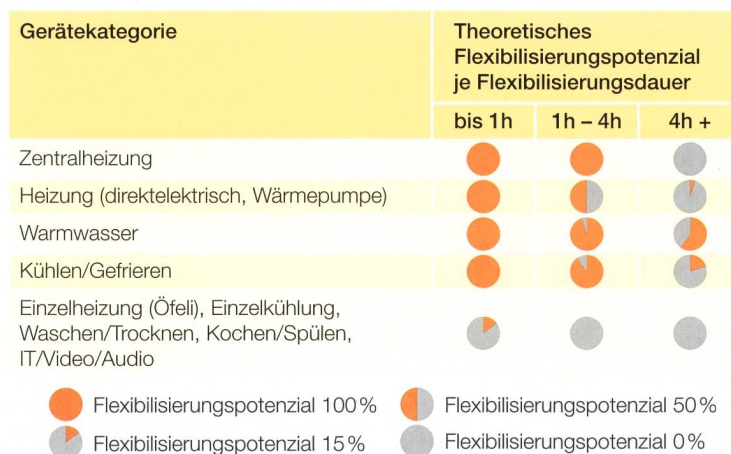 Gerätekategorie
Theoretisches
Flexibilisierungspotenzial
je Flexibilisierungsdauer
bis 1h
1h – 4h
4h +
Zentralheizung
Heizung (direktelektrisch, Wärmepumpe)
Warmwasser
Kühlen/Gefrieren
Einzelheizung (Öfeli), Einzelkühlung,
Waschen/Trocknen, Kochen/Spülen,
IT/Video/Audio
Flexibilisierungspotenzial 100%
Flexibilisierungspotenzial 50%
Flexibilisierungspotenzial 15%
Flexibilisierungspotenzial 0%